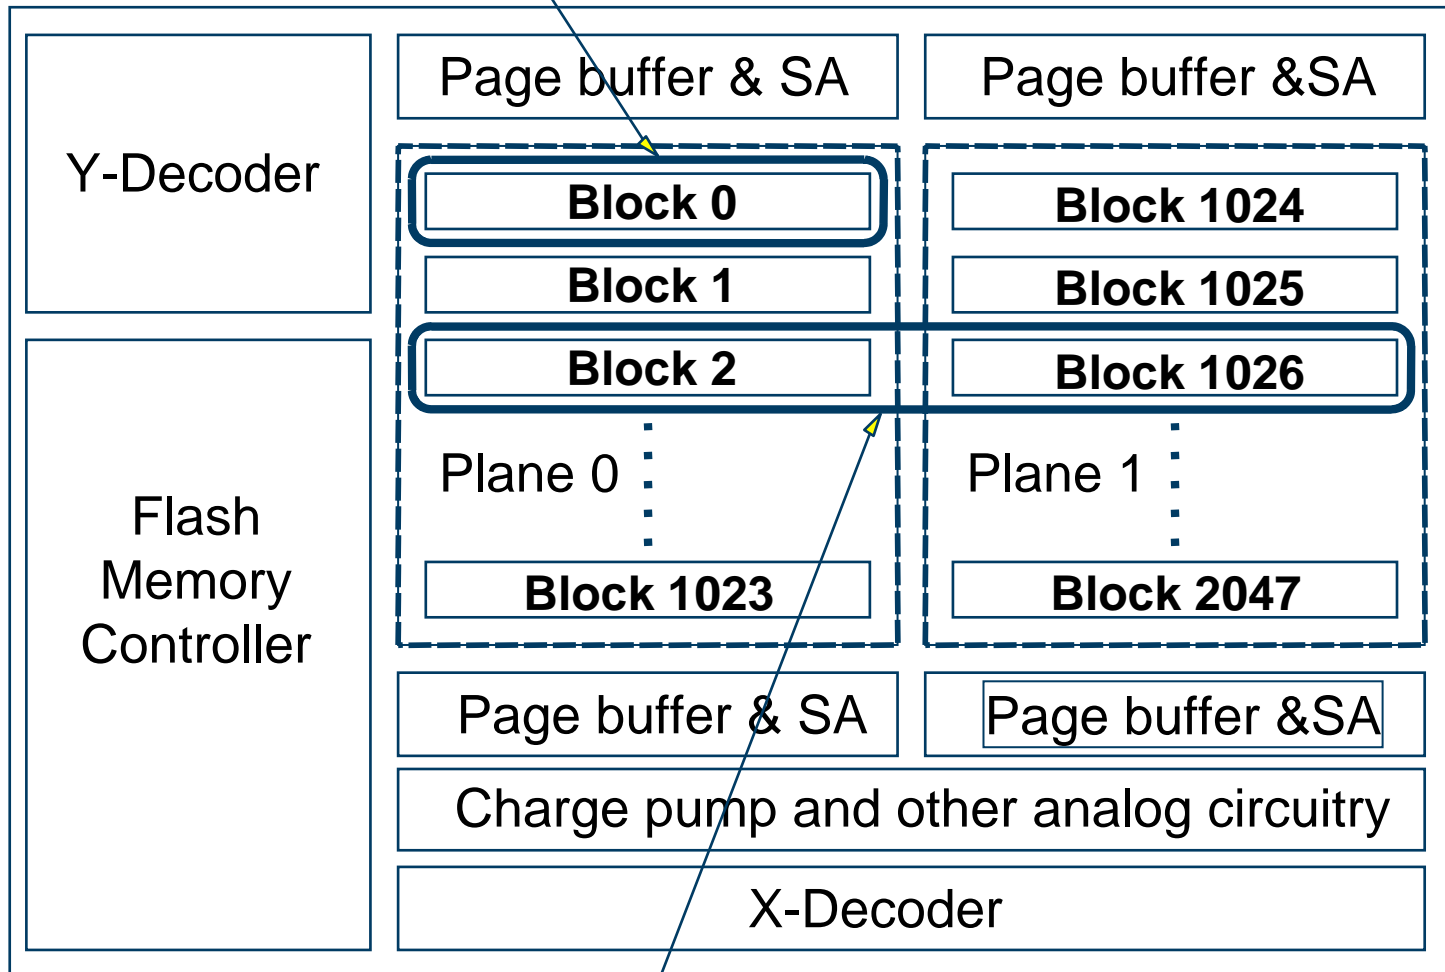 Page buffer & SA
Page buffer &SA
Y-Decoder
Block 0
Block 1024
Block 1
Block 1025
Block 2
Block 1026
Plane 0
Plane 1
Flash
Memory
Controller
Block 1023
Block 2047
Page buffer & SA
Page buffer &SA
Charge pump and other analog circuitry
X-Decoder